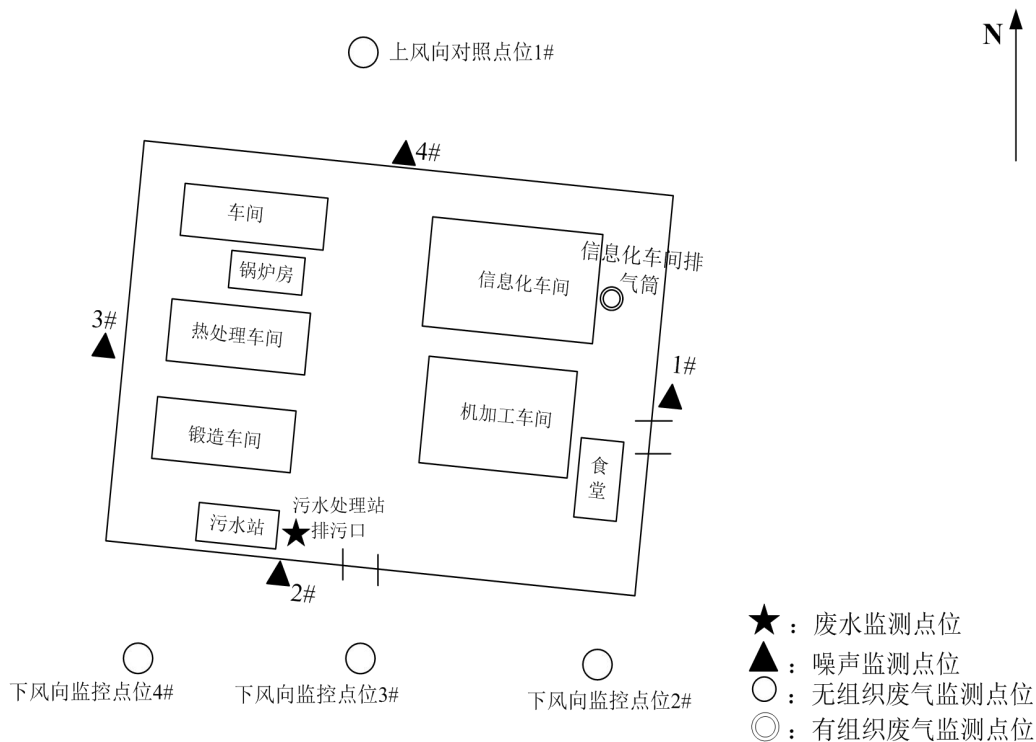 上风向对照点位1#
N
4#
车间
锅炉房
信息化车间
信息化车间排
气筒
3#
热处理车间
1#
机加工车间
锻造车间
食
堂
污水站
污水处理站
排污口
2#
下风向监控点位4#
下风向监控点位3#
下风向监控点位2#
：废水监测点位
：噪声监测点位
：无组织废气监测点位
：有组织废气监测点位